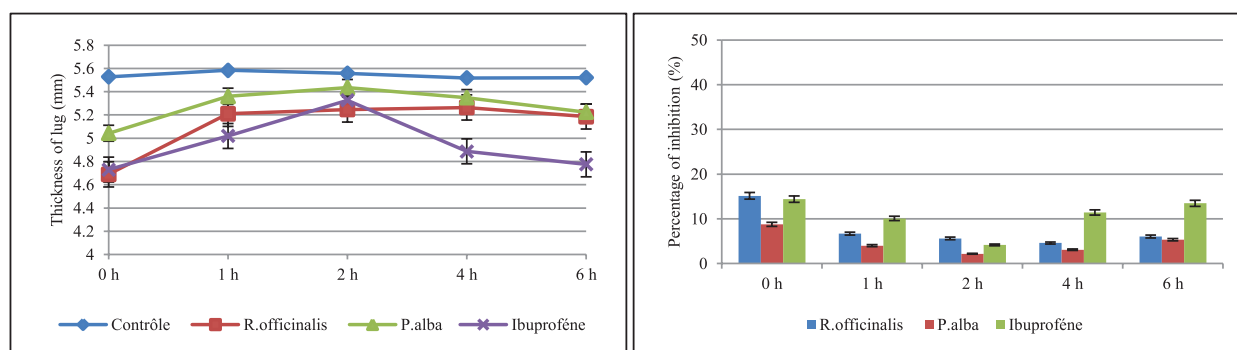 Thickness of lug (mm)
5.8
5.6
5.4
5.2
5
4.8
4.6
4.4
4.2
4
0 h 1 h 2 h 4 h 6 h
Contrôle R.officinalis P.alba Ibuproféne
Percentage of inhibition (%)
50
40
30
20
10
0
0 h 1 h 2 h 4 h 6 h
R.officinalis P.alba Ibuproféne